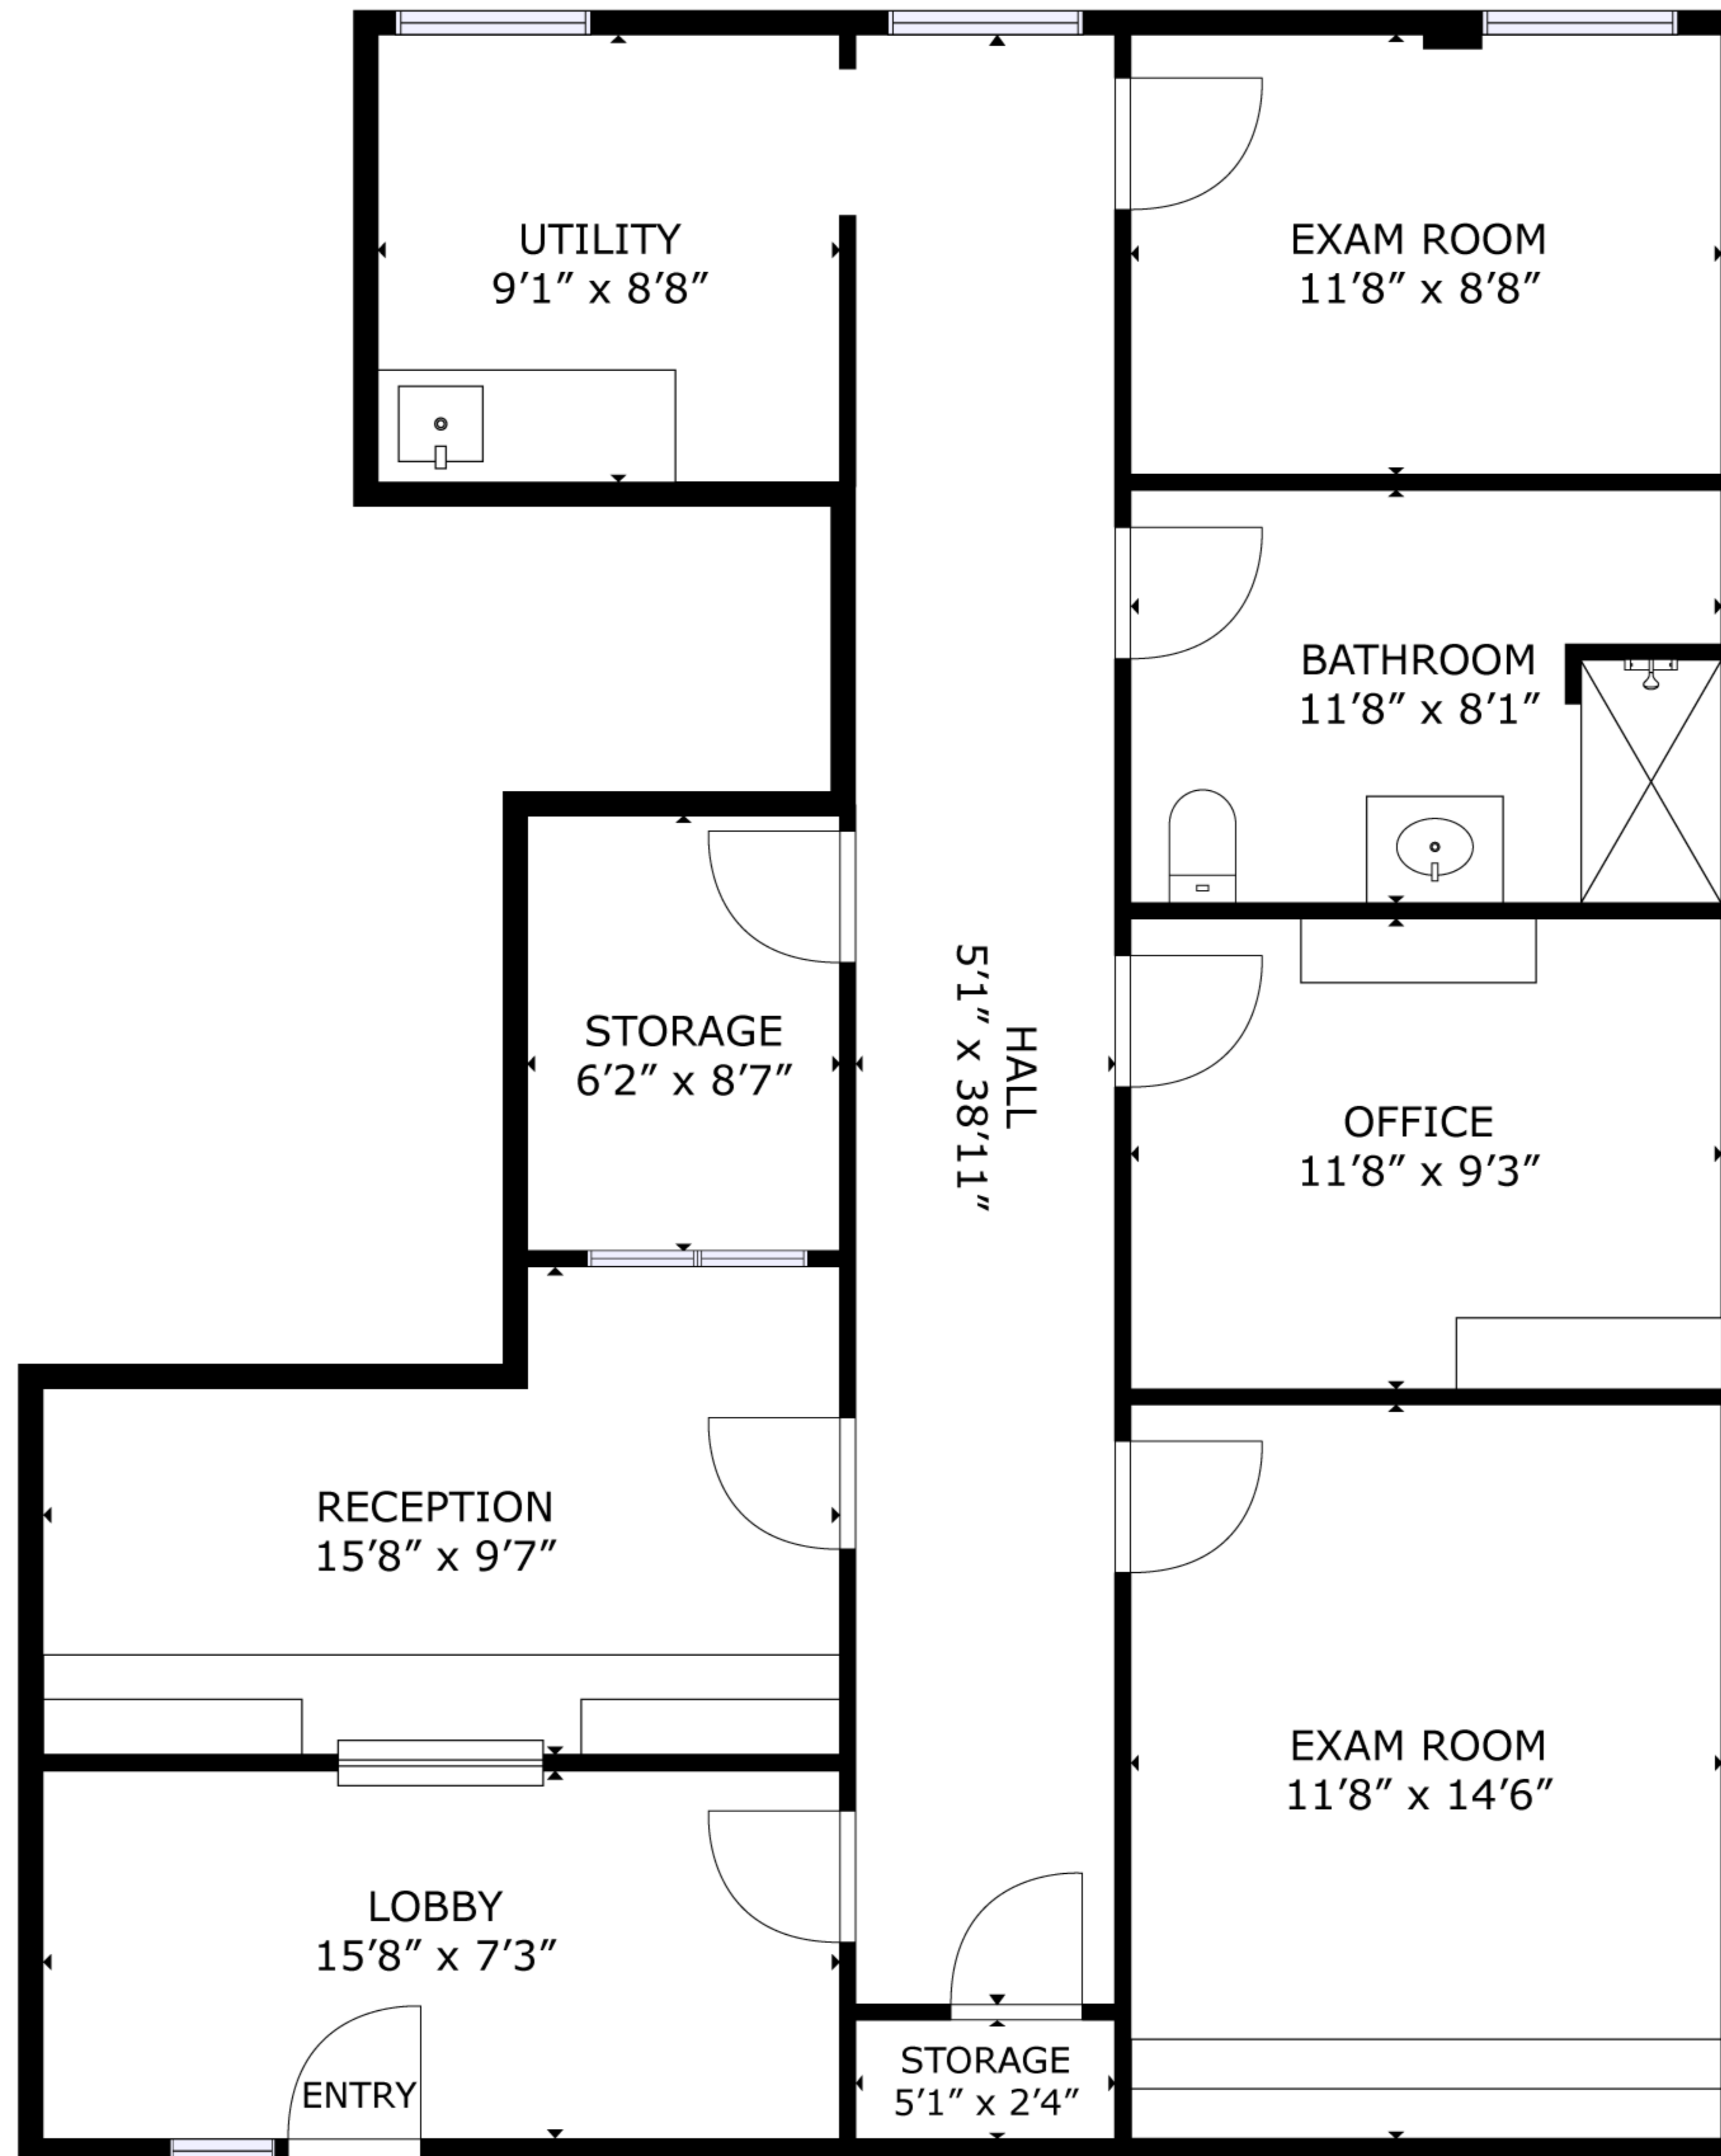 UTILITY
9'1" x 8'8"
EXAM ROOM
11'8" x 8'8"
BATHROOM
11'8" x 8'1"
STORAGE
6'2" x 8'7"
HALL
5'1" x 38'11"
OFFICE
11'8" x 9'3"
RECEPTION
15'8" x 9'7"
EXAM ROOM
11'8" x 14'6"
LOBBY
15'8" x 7'3"
ENTRY
STORAGE
5'1" x 2'4"